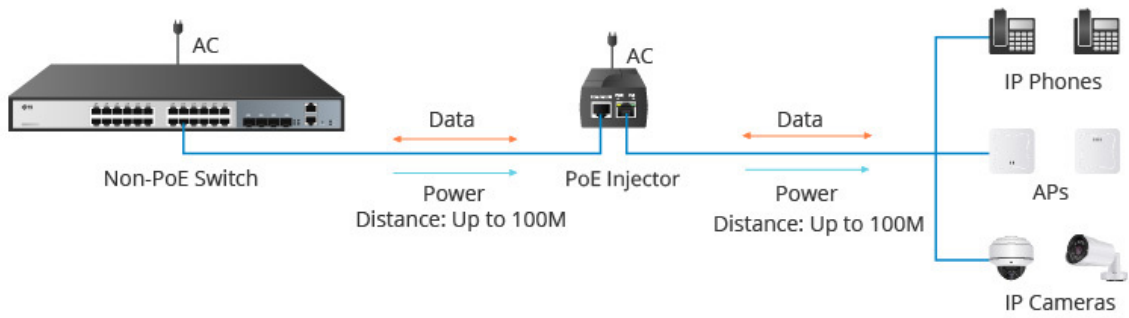 AC
AC
IP Phones
Data
Data
Non-PoE Switch
PoE Injector
Power
Distance: Up to 100M
Power
Distance: Up to 100M
APs
IP Cameras